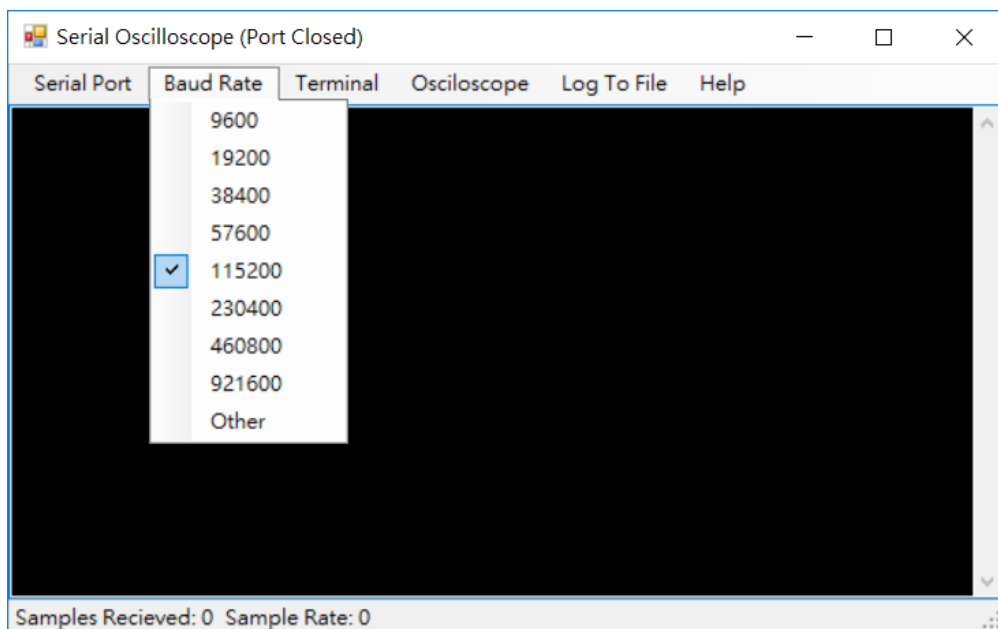 Serial Oscilloscope (Port Closed)
Serial Port Baud Rate Terminal Osciloscope Log To File Help
9600
19200
38400
57600
115200
230400
460800
921600
Other
Samples Recieved: 0 Sample Rate: 0